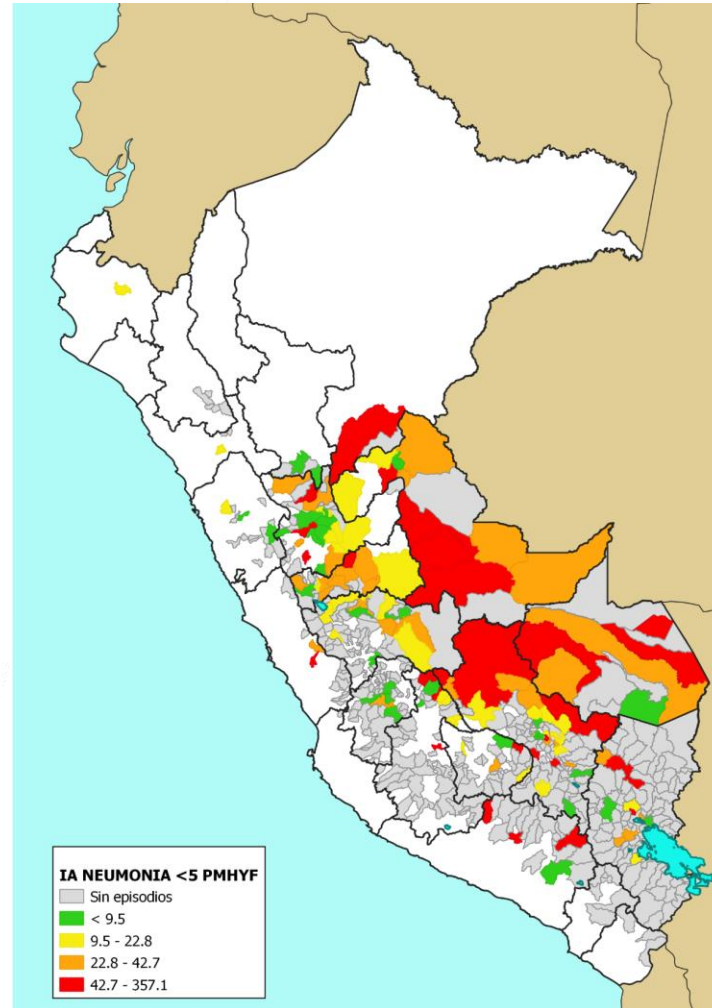 IA NEUMONIA <5 PMHYF
Sin episodios
< 9.5
9.5 - 22.8
22.8 - 42.7
42.7 - 357.1